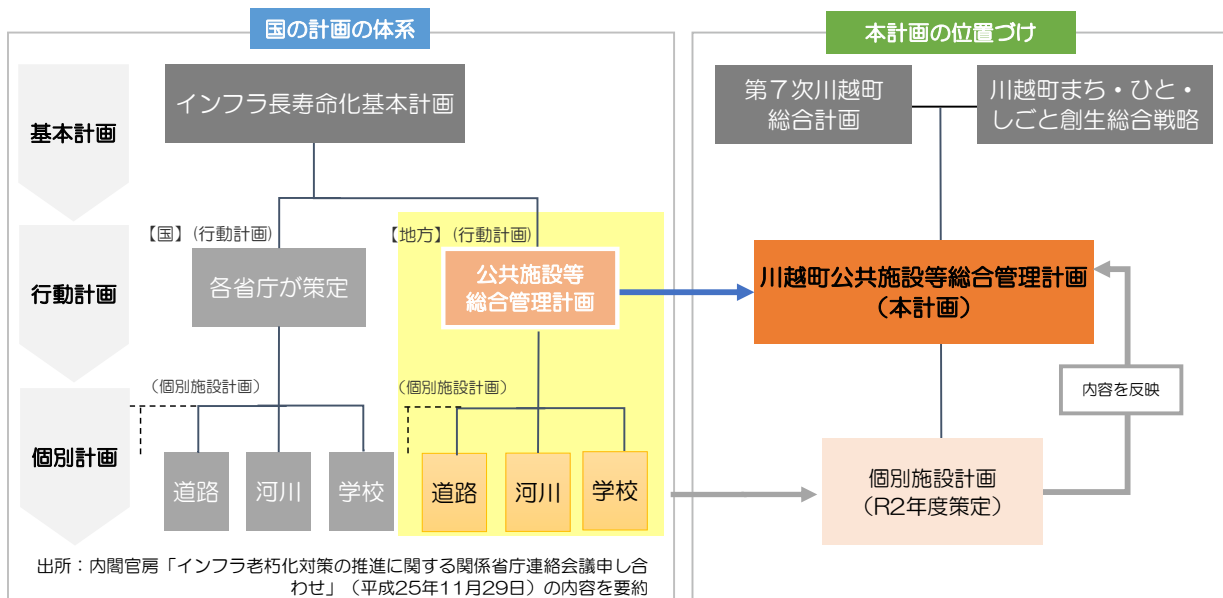 国の計画の体系
基本計画
行動計画
個別計画
インフラ長寿命化基本計画
【国】(行動計画)
各省庁が策定
【地方】(行動計画)
公共施設等
総合管理計画
（個別施設計画）
道路
河川
学校
（個別施設計画）
道路
河川
学校
出所：内閣官房「インフラ老朽化対策の推進に関する関係省庁連絡会議申し合
わせ」（平成25年11月29日）の内容を要約
本計画の位置づけ
第７次川越町
総合計画
川越町まち・ひと・
しごと創生総合戦略
川越町公共施設等総合管理計画
（本計画）
内容を反映
個別施設計画
（R2年度策定）